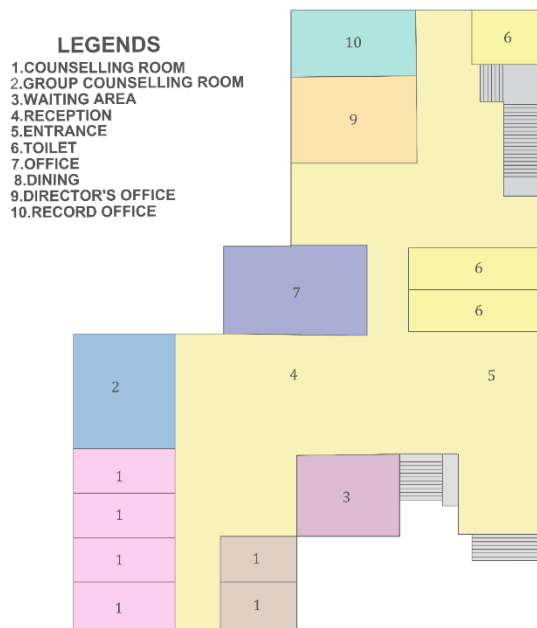 LEGENDS
1.COUNSELLING ROOM
2.GROUP COUNSELLING ROOM
3.WAITING AREA
4.RECEPTION
5.ENTRANCE
6.TOILET
7.OFFICE
8.DINING
9.DIRECTOR'S OFFICE
10.RECORD OFFICE
10
6
9
6
7
6
4
5
2
1
3
1
1
1
1
1